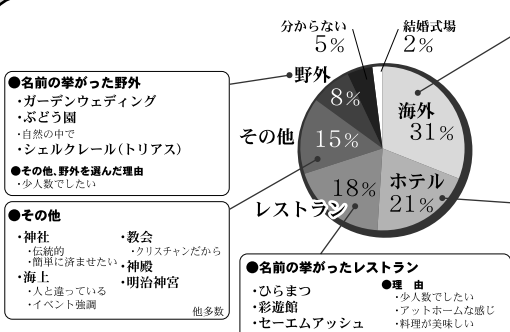 分からない
5%
結婚式場
2%
野外
8%
海外
31%
その他
15%
ホテル
21%
18%
レストラン
●名前の挙がった野外
・ガーデンウェディング
・ぶどう園
・自然の中で
・シェルクレール(トリアス)
●その他、野外を選んだ理由
・少人数でしたい
●その他
・神社
・伝統的
・簡単に済ませたい
・海上
・人と違っている
・イベント強調
・教会
・クリスチャンだから
・神殿
・明治神宮
他多数
●名前の挙がったレストラン
・ひらまつ
・彩遊館
・セーエムアッシュ
●理 由
・少人数でしたい
・アットホームな感じ
・料理が美味しい